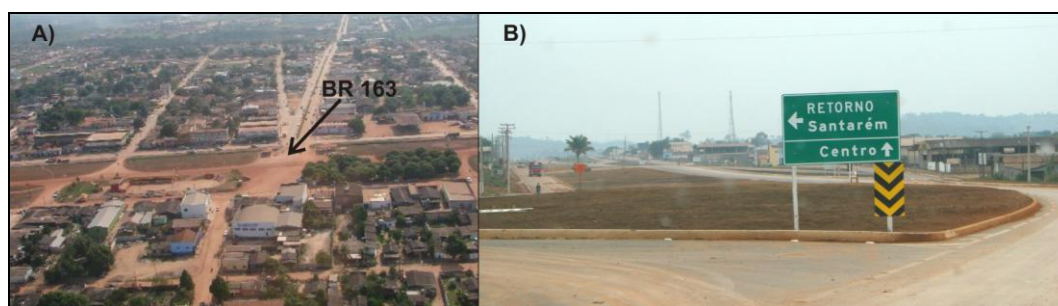 A)
BR 163
B)
RETORNO
Santarém
Centro